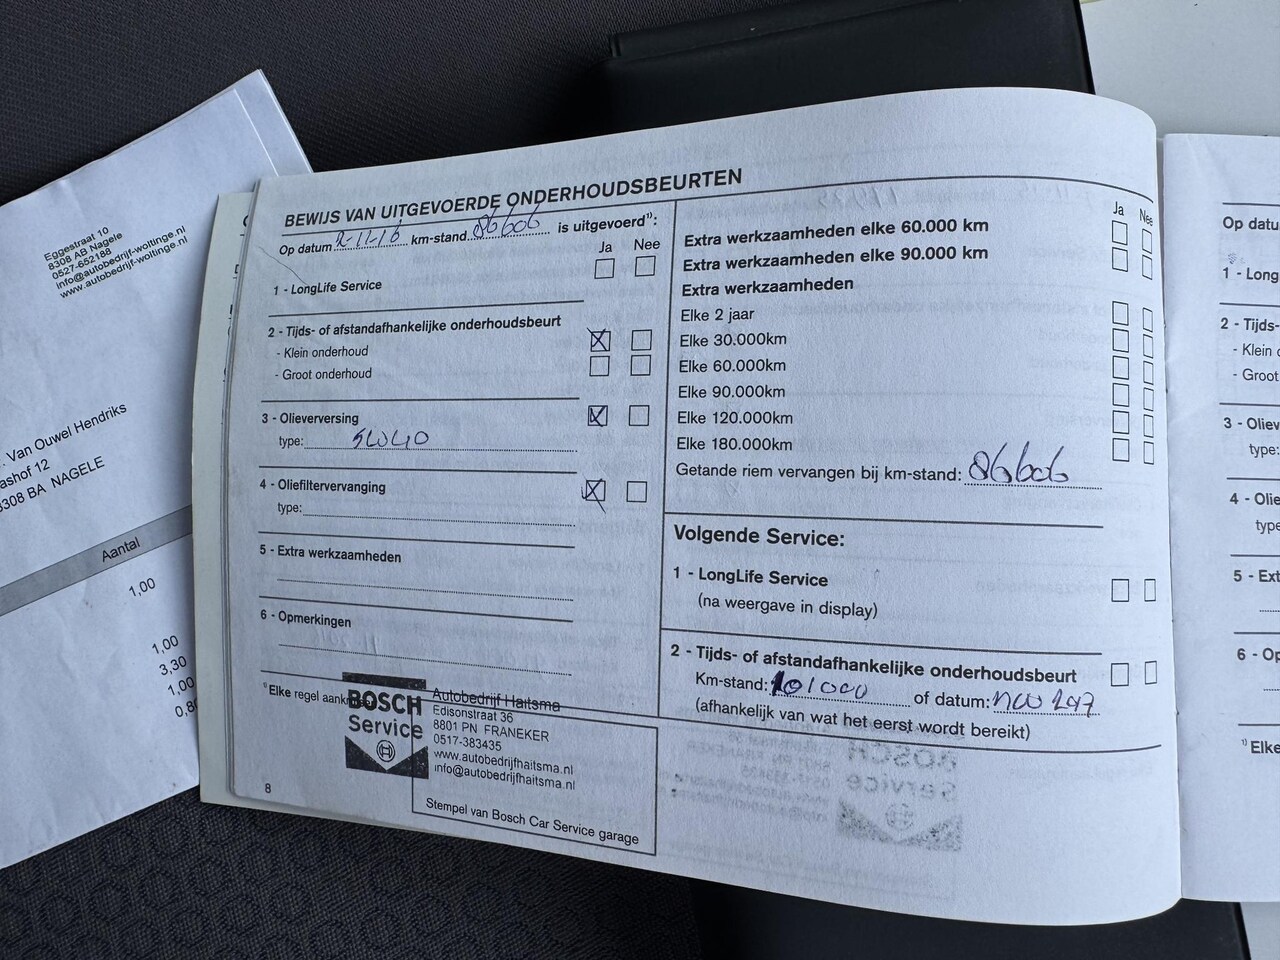 Eggestraat 10
8308 AB Nagele
0527-652188
info@autobedrijf-woltinge.nl
www.autobedrijf-woltinge.nl
. Van Ouwel Hendriks
ashof 12
8308 BA NAGELE
Aantal
1,00
1,00
3,30
1,00
0,8
BEWIJS VAN UITGEVOERDE ONDERHOUDSBEURTEN
Op datum 2-11-16 km-stand 86606 is uitgevoerd¹⁾:
Ja Nee
1 - LongLife Service
2 - Tijds- of afstandafhankelijke onderhoudsbeurt
- Klein onderhoud
- Groot onderhoud
3 - Olieverversing
type: 5W40
4 - Oliefiltervervanging
type:
5 - Extra werkzaamheden
6 - Opmerkingen
¹⁾ Elke regel
BOSCH
Service
Autobedrijf Haitsma
Edisonstraat 36
8801 PN FRANEKER
0517-383435
www.autobedrijfhaitsma.nl
info@autobedrijfhaitsma.nl
Stempel van Bosch Car Service garage
8
Ja Nee
Extra werkzaamheden elke 60.000 km
Extra werkzaamheden elke 90.000 km
Extra werkzaamheden
Elke 2 jaar
Elke 30.000km
Elke 60.000km
Elke 90.000km
Elke 120.000km
Elke 180.000km
Getande riem vervangen bij km-stand: 86606
Volgende Service:
1 - LongLife Service
(na weergave in display)
2 - Tijds- of afstandafhankelijke onderhoudsbeurt
Km-stand: 101000 of datum:
(afhankelijk van wat het eerst wordt bereikt)
Op datu
1 - Long
2 - Tijds-
- Klein
- Groot
3 - Oliev
type:
4 - Olie
type
5 - Ext
6 - Op
¹⁾ Elke